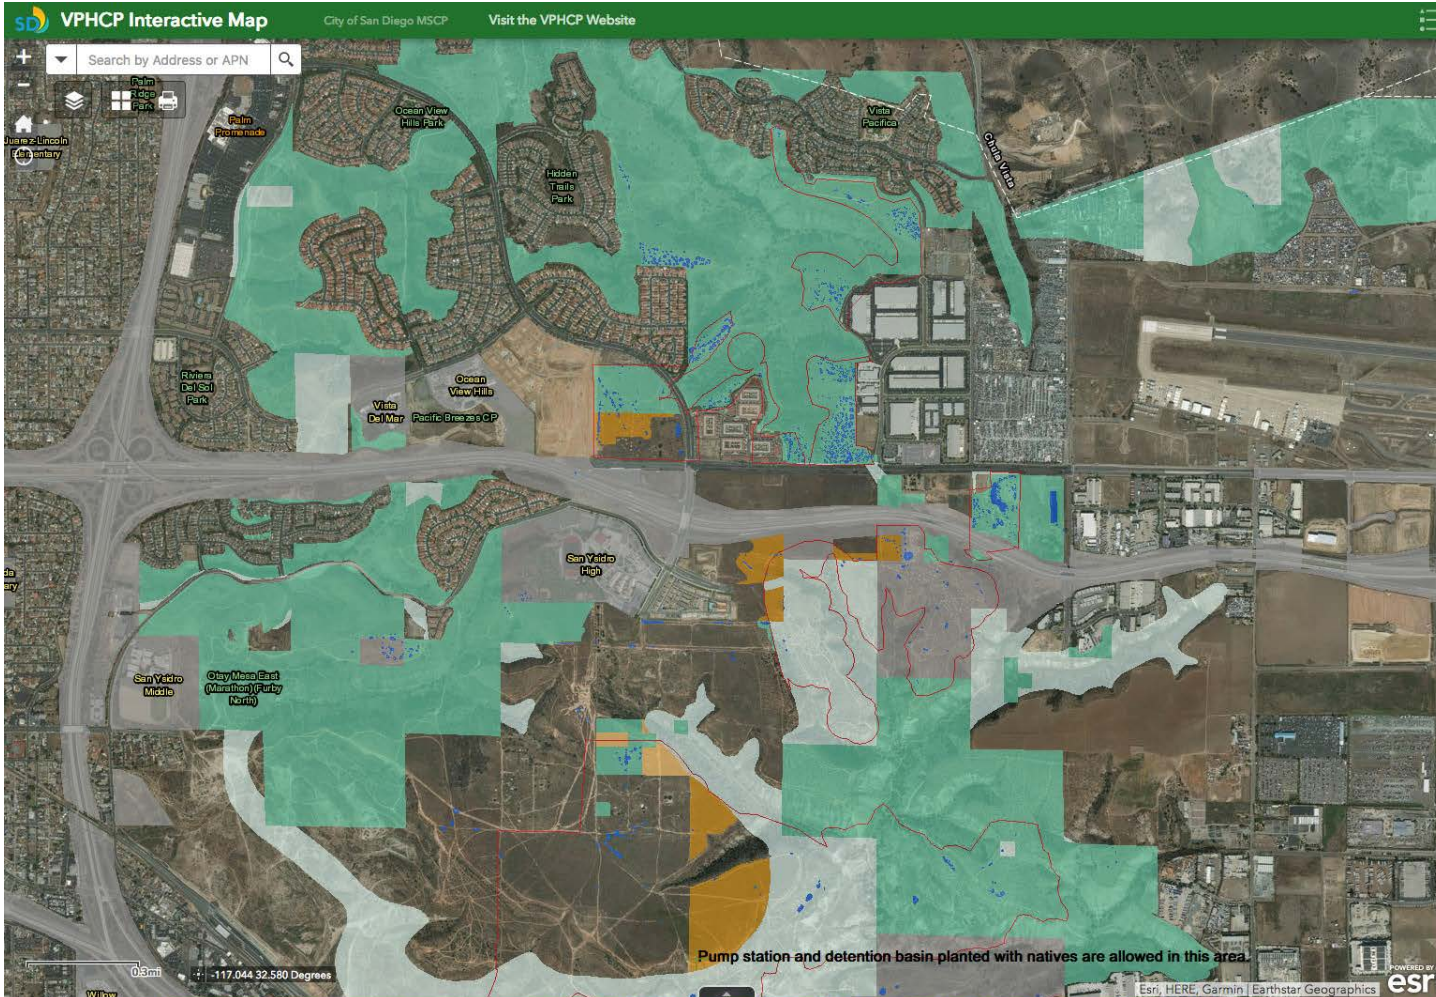 SD
VPHCP Interactive Map
City of San Diego MSCP
Visit the VPHCP Website
+
Search by Address or APN
−
Palm
Ridge
Park
Palm
Promenade
Ocean View
Hills Park
Vista
Pacifica
Juarez-Lincoln
Elementary
Chula Vista
Hidden
Trails
Park
Riviera
Del Sol
Park
Ocean
View Hills
Vista
Del Mar
Pacific Breezes CP
San Ysidro
High
da
ary
San Ysidro
Middle
Otay Mesa East
(Marathon) (Furby
North)
Pump station and detention basin planted with natives are allowed in this area.
0.3mi
-117.044 32.580 Degrees
Willow
POWERED BY
esri
Esri, HERE, Garmin | Earthstar Geographics